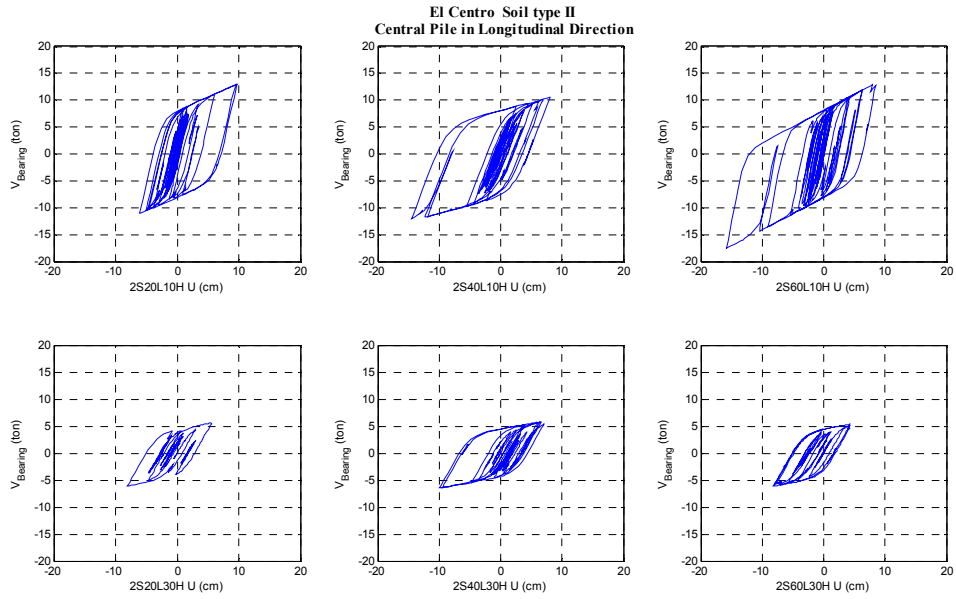 El Centro Soil type II
Central Pile in Longitudinal Direction
20
15
10
5
0
-5
-10
-15
-20
V_Bearing (ton)
-20 -10 0 10 20
2S20L10H U (cm)
20
15
10
5
0
-5
-10
-15
-20
V_Bearing (ton)
-20 -10 0 10 20
2S40L10H U (cm)
20
15
10
5
0
-5
-10
-15
-20
V_Bearing (ton)
-20 -10 0 10 20
2S60L10H U (cm)
20
15
10
5
0
-5
-10
-15
-20
V_Bearing (ton)
-20 -10 0 10 20
2S20L30H U (cm)
20
15
10
5
0
-5
-10
-15
-20
V_Bearing (ton)
-20 -10 0 10 20
2S40L30H U (cm)
20
15
10
5
0
-5
-10
-15
-20
V_Bearing (ton)
-20 -10 0 10 20
2S60L30H U (cm)